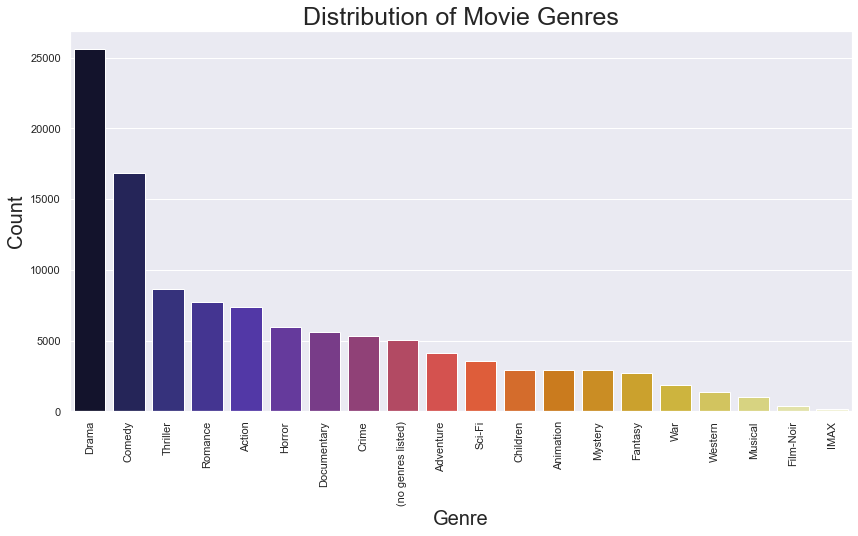 Distribution of Movie Genres
25000
20000
15000
10000
5000
0
Count
Drama
Comedy
Thriller
Romance
Action
Horror
Documentary
Crime
(no genres listed)
Adventure
Sci-Fi
Children
Animation
Mystery
Fantasy
War
Western
Musical
Film-Noir
IMAX
Genre